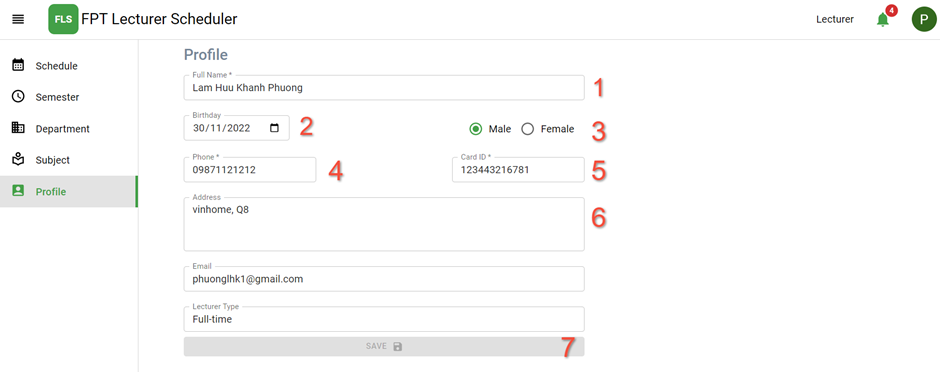 FLS FPT Lecturer Scheduler Lecturer 4 P
Schedule
Semester
Department
Subject
Profile
Profile
Full Name *
Lam Huu Khanh Phuong 1
Birthday
30/11/2022 2
Male Female 3
Phone *
09871121212 4
Card ID *
123443216781 5
Address
vinhome, Q8 6
Email
phuonglhk1@gmail.com
Lecturer Type
Full-time
SAVE 7